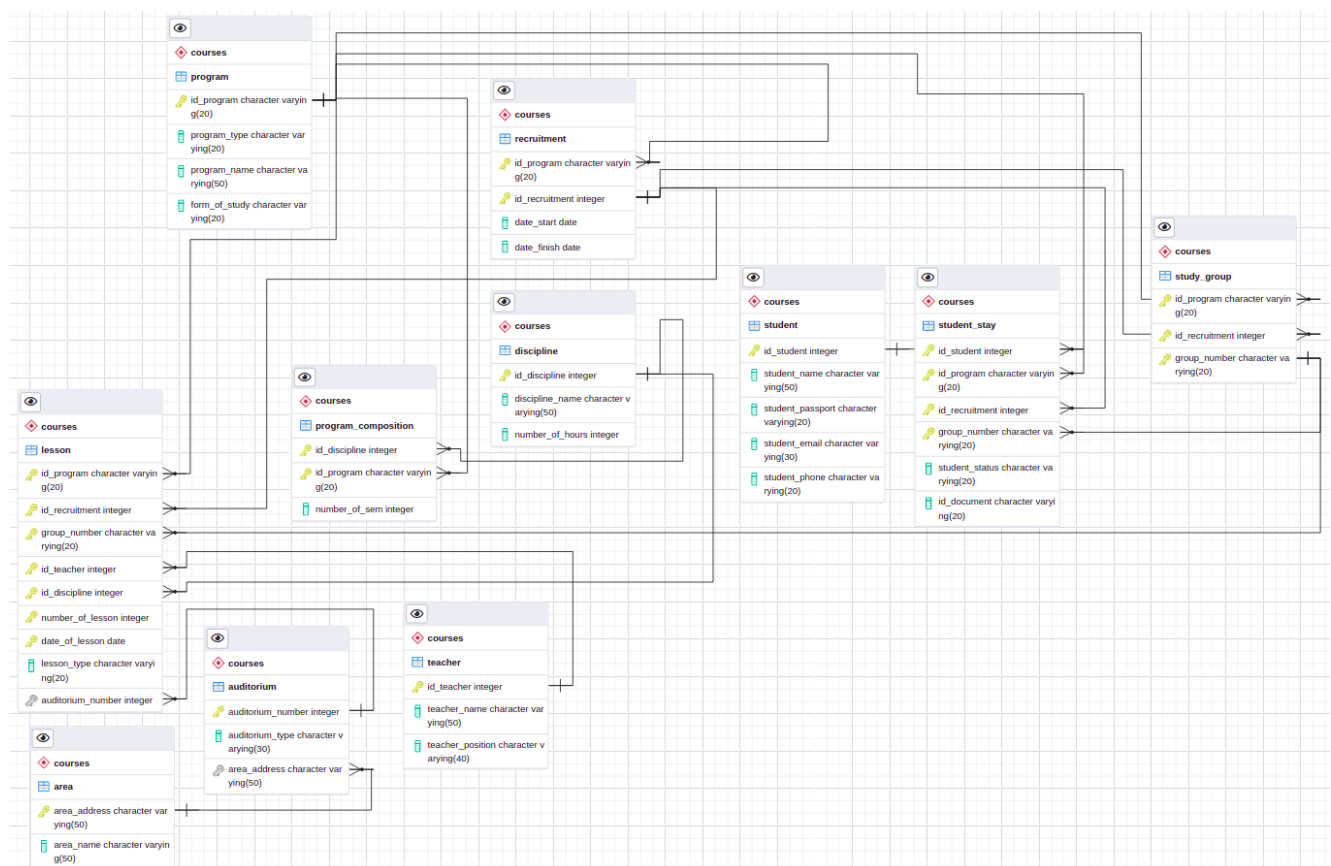 courses
program
id_program character varyin
g(20)
program_type character var
ying(20)
program_name character va
rying(50)
form_of_study character var
ying(20)
courses
recruitment
id_program character varyin
g(20)
id_recruitment integer
date_start date
date_finish date
courses
study_group
id_program character varyin
g(20)
id_recruitment integer
group_number character va
rying(20)
courses
student
id_student integer
student_name character var
ying(50)
student_passport character
varying(20)
student_email character var
ying(30)
student_phone character va
rying(20)
courses
student_stay
id_student integer
id_program character varyin
g(20)
id_recruitment integer
group_number character va
rying(20)
student_status character va
rying(20)
id_document character varyi
ng(20)
courses
discipline
id_discipline integer
discipline_name character v
arying(50)
number_of_hours integer
courses
program_composition
id_discipline integer
id_program character varyin
g(20)
number_of_sem integer
courses
lesson
id_program character varyin
g(20)
id_recruitment integer
group_number character va
rying(20)
id_teacher integer
id_discipline integer
number_of_lesson integer
date_of_lesson date
lesson_type character varyi
ng(20)
auditorium_number integer
courses
auditorium
auditorium_number integer
auditorium_type character v
arying(30)
area_address character var
ying(50)
courses
teacher
id_teacher integer
teacher_name character var
ying(50)
teacher_position character v
arying(40)
courses
area
area_address character var
ying(50)
area_name character varyin
g(50)